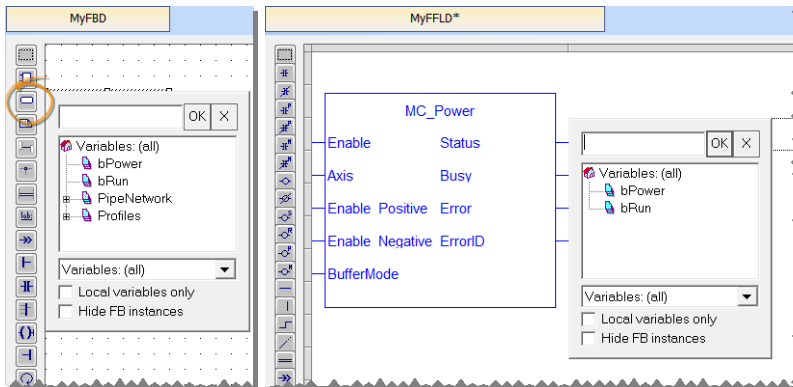 MyFBD
OK X
Variables: (all)
bPower
bRun
PipeNetwork
Profiles
Variables: (all)
Local variables only
Hide FB instances
lab:
MyFFLD*
MC_Power
Enable Status
Axis Busy
Enable Positive Error
Enable Negative ErrorID
BufferMode
OK X
Variables: (all)
bPower
bRun
Variables: (all)
Local variables only
Hide FB instances